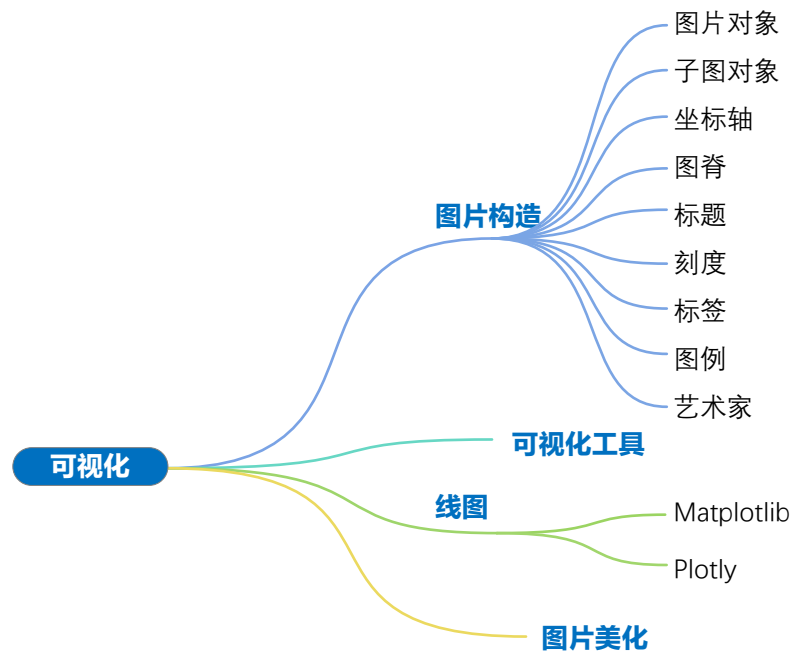 可视化
图片构造
图片对象
子图对象
坐标轴
图脊
标题
刻度
标签
图例
艺术家
可视化工具
线图
Matplotlib
Plotly
图片美化